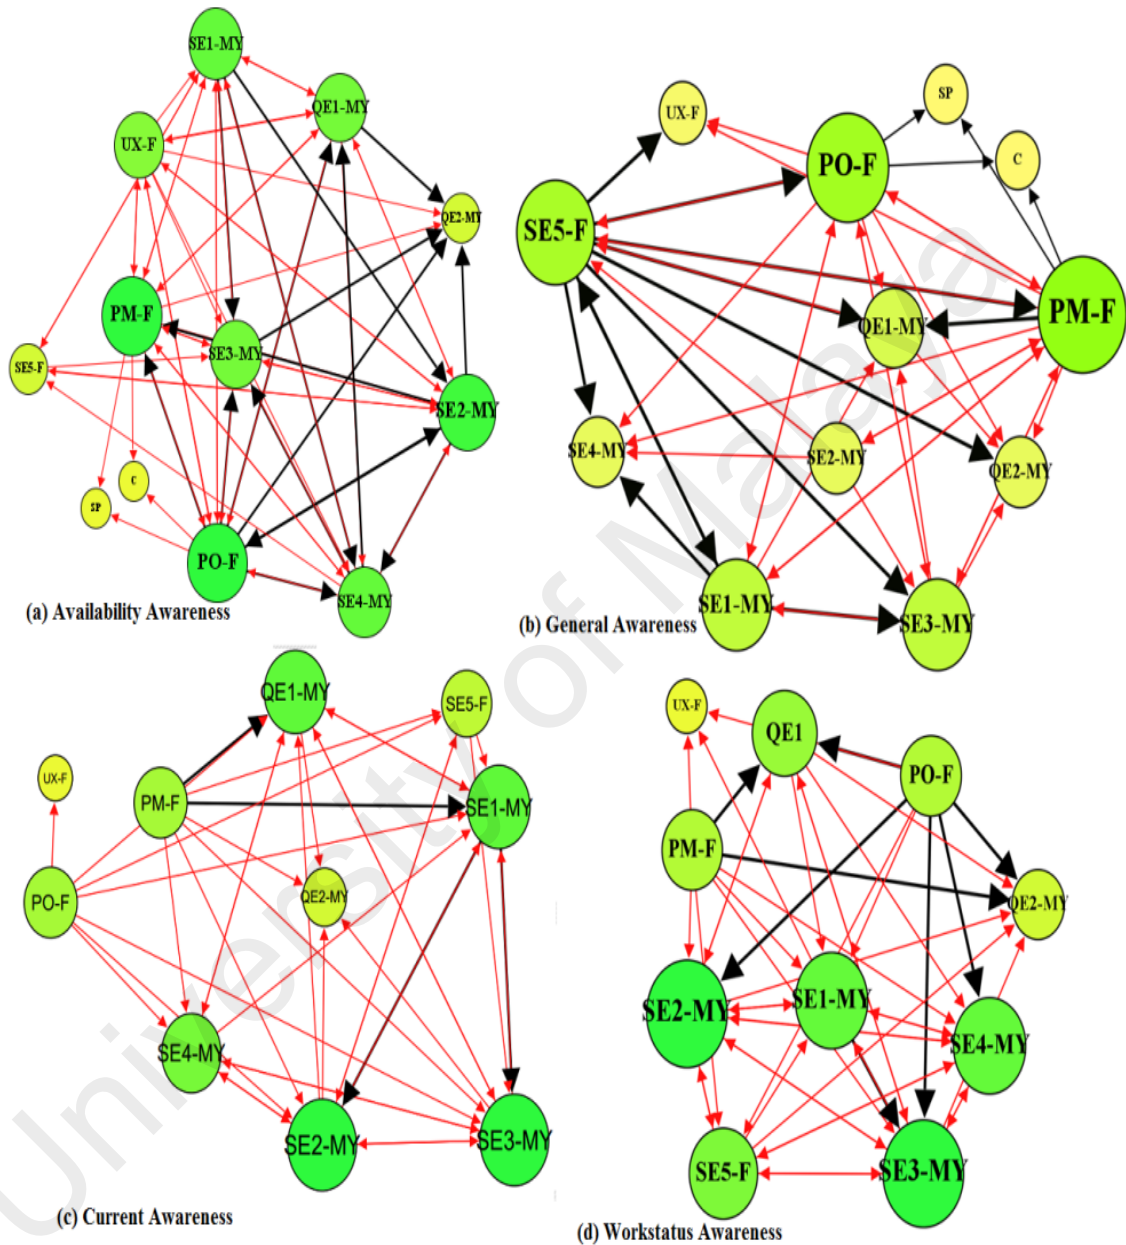 SE1-MY
QE1-MY
UX-F
QE2-MY
PM-F
SE3-MY
SE5-F
SE2-MY
C
SP
PO-F
SE4-MY
(a) Availability Awareness
SP
UX-F
PO-F
C
SE5-F
PM-F
QE1-MY
SE4-MY
SE2-MY
QE2-MY
SE1-MY
SE3-MY
(b) General Awareness
QE1-MY
SE5-F
UX-F
PM-F
SE1-MY
PO-F
QE2-MY
SE4-MY
SE2-MY
SE3-MY
(c) Current Awareness
UX-F
QE1
PO-F
PM-F
QE2-MY
SE2-MY
SE1-MY
SE4-MY
SE5-F
SE3-MY
(d) Workstatus Awareness
University of Malaya